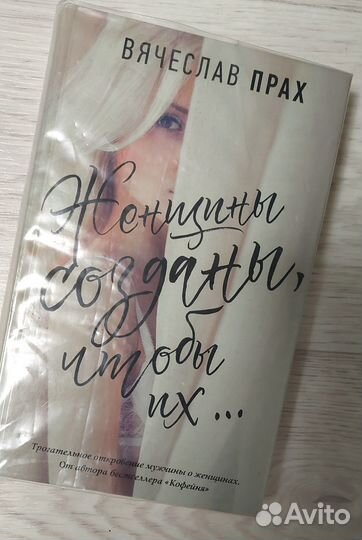 ВЯЧЕСЛАВ ПРАХ
Женщины
созданы,
чтобы
их ...
Трогательное откровение мужчины о женщинах.
От автора бестселлера «Кофейня»
Avito